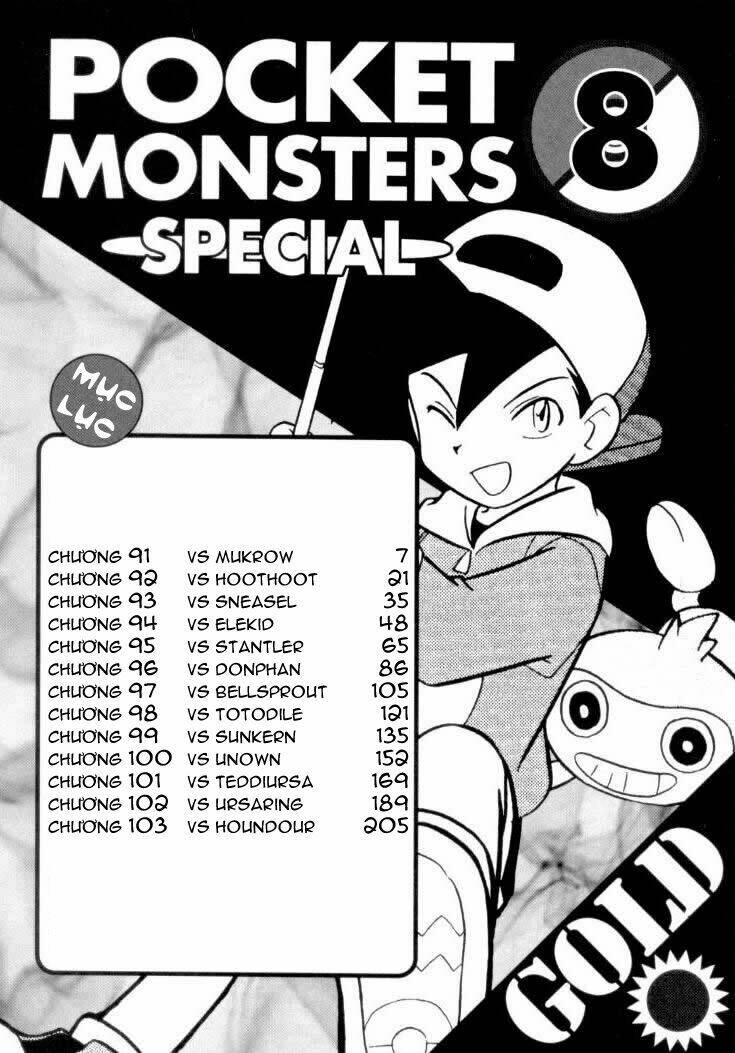 POCKET
MONSTERS
SPECIAL
8
MỤC
LỤC
CHƯƠNG 91 VS MUKROW 7
CHƯƠNG 92 VS HOOTHOOT 21
CHƯƠNG 93 VS SNEASEL 35
CHƯƠNG 94 VS ELEKID 48
CHƯƠNG 95 VS STANTLER 65
CHƯƠNG 96 VS DONPHAN 86
CHƯƠNG 97 VS BELLSPROUT 105
CHƯƠNG 98 VS TOTODILE 121
CHƯƠNG 99 VS SUNKERN 135
CHƯƠNG 100 VS UNOWN 152
CHƯƠNG 101 VS TEDDIURSA 169
CHƯƠNG 102 VS URSARING 189
CHƯƠNG 103 VS HOUNDOUR 205
GOLD